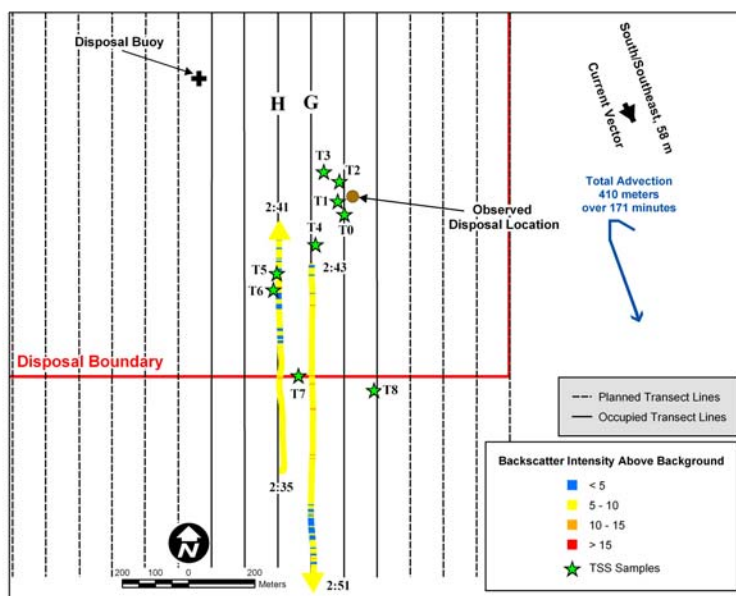 Disposal Buoy
H
G
T3
T2
T1
T0
T4
Observed
Disposal Location
2:41
2:43
T5
T6
Disposal Boundary
T7
T8
2:35
2:51
N
200
100
0
200
Meters
South/Southeast, 58 m
Current Vector
Total Advection
410 meters
over 171 minutes
Planned Transect Lines
Occupied Transect Lines
Backscatter Intensity Above Background
< 5
5 - 10
10 - 15
> 15
TSS Samples